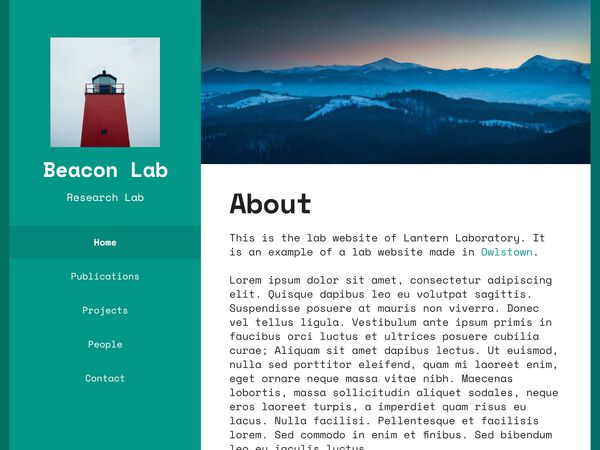 Beacon Lab
Research Lab
Home
Publications
Projects
People
Contact
About
This is the lab website of Lantern Laboratory. It
is an example of a lab website made in Owlstown.
Lorem ipsum dolor sit amet, consectetur adipiscing
elit. Quisque dapibus leo eu volutpat sagittis.
Suspendisse posuere at mauris non viverra. Donec
vel tellus ligula. Vestibulum ante ipsum primis in
faucibus orci luctus et ultrices posuere cubilia
curae; Aliquam sit amet dapibus lectus. Ut euismod,
nulla sed porttitor eleifend, quam mi laoreet enim,
eget ornare neque massa vitae nibh. Maecenas
lobortis, massa sollicitudin aliquet sodales, neque
eros laoreet turpis, a imperdiet quam risus eu
lacus. Nulla facilisi. Pellentesque et facilisis
lorem. Sed commodo in enim et finibus. Sed bibendum
leo eu iaculis luctus.